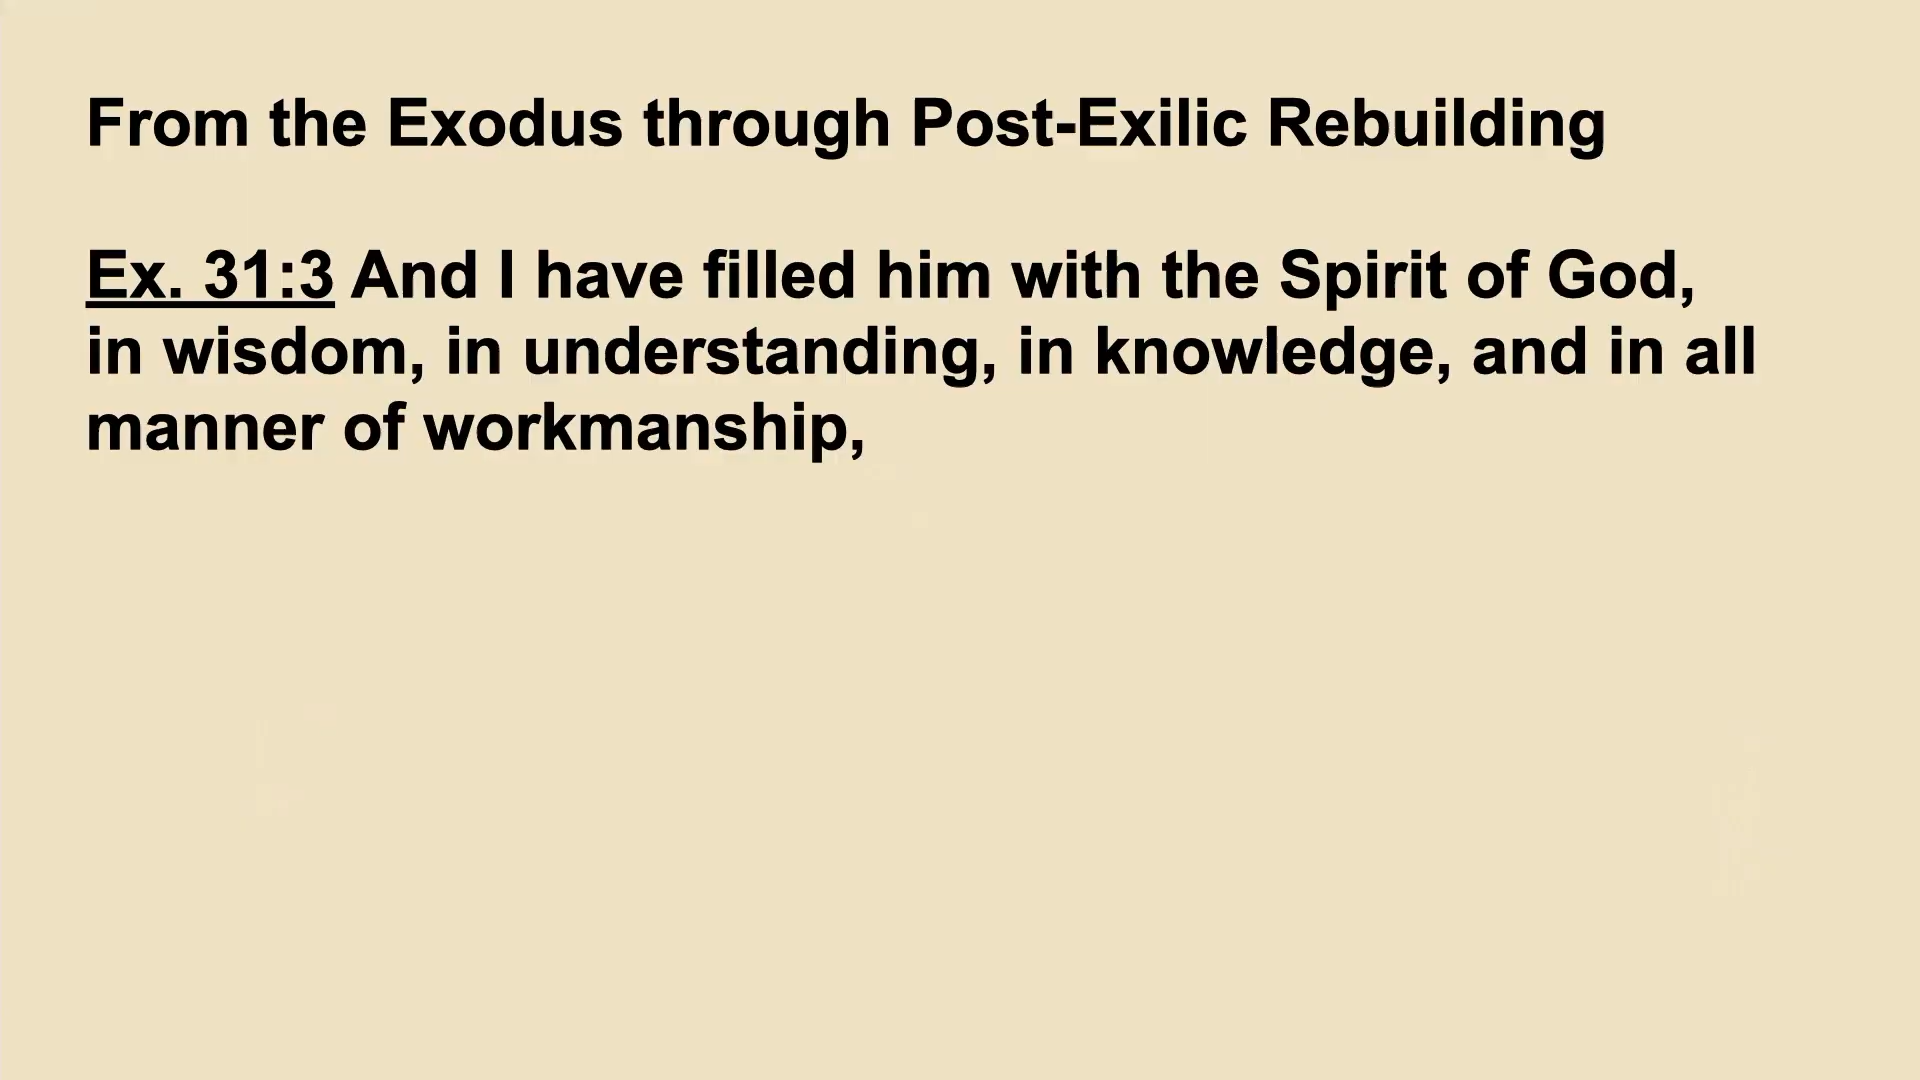 From the Exodus through Post-Exilic Rebuilding
Ex. 31:3 And I have filled him with the Spirit of God,
in wisdom, in understanding, in knowledge, and in all
manner of workmanship,